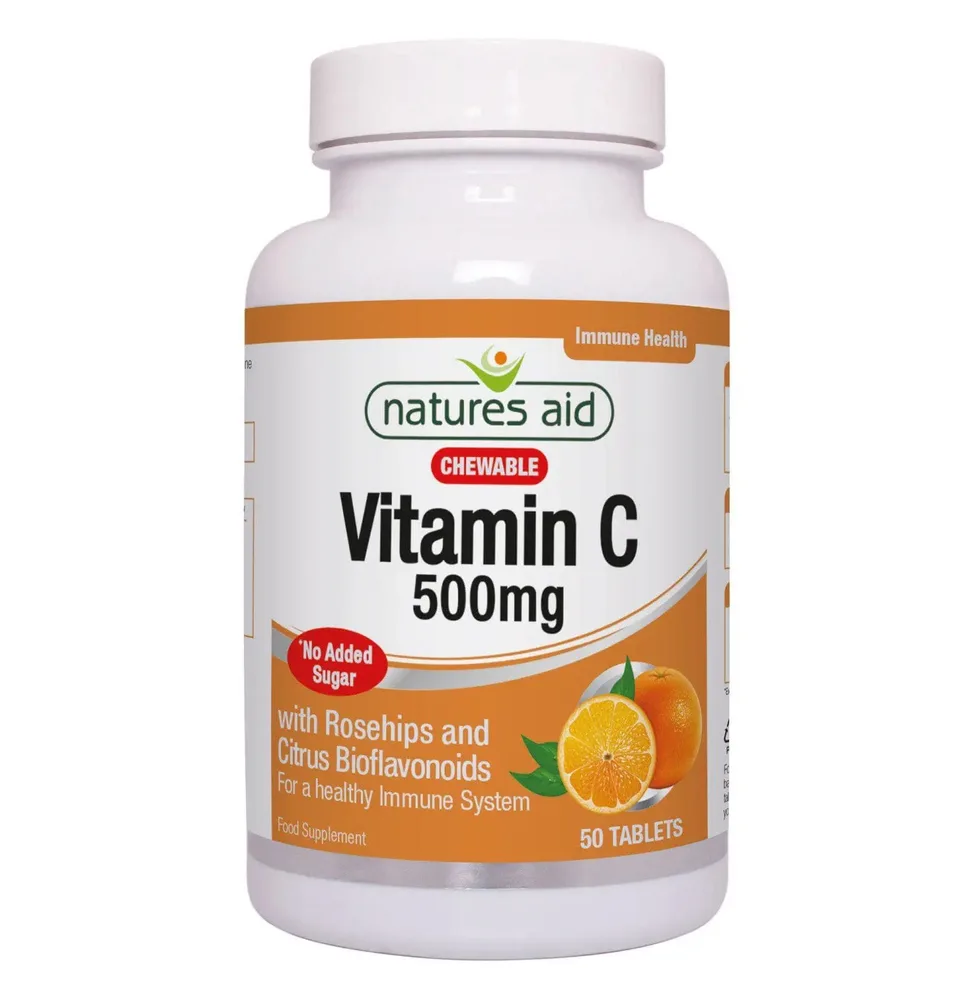 Immune Health
natures aid
CHEWABLE
Vitamin C
500mg
*No Added
Sugar
with Rosehips and
Citrus Bioflavonoids
For a healthy Immune System
Food Supplement
50 TABLETS